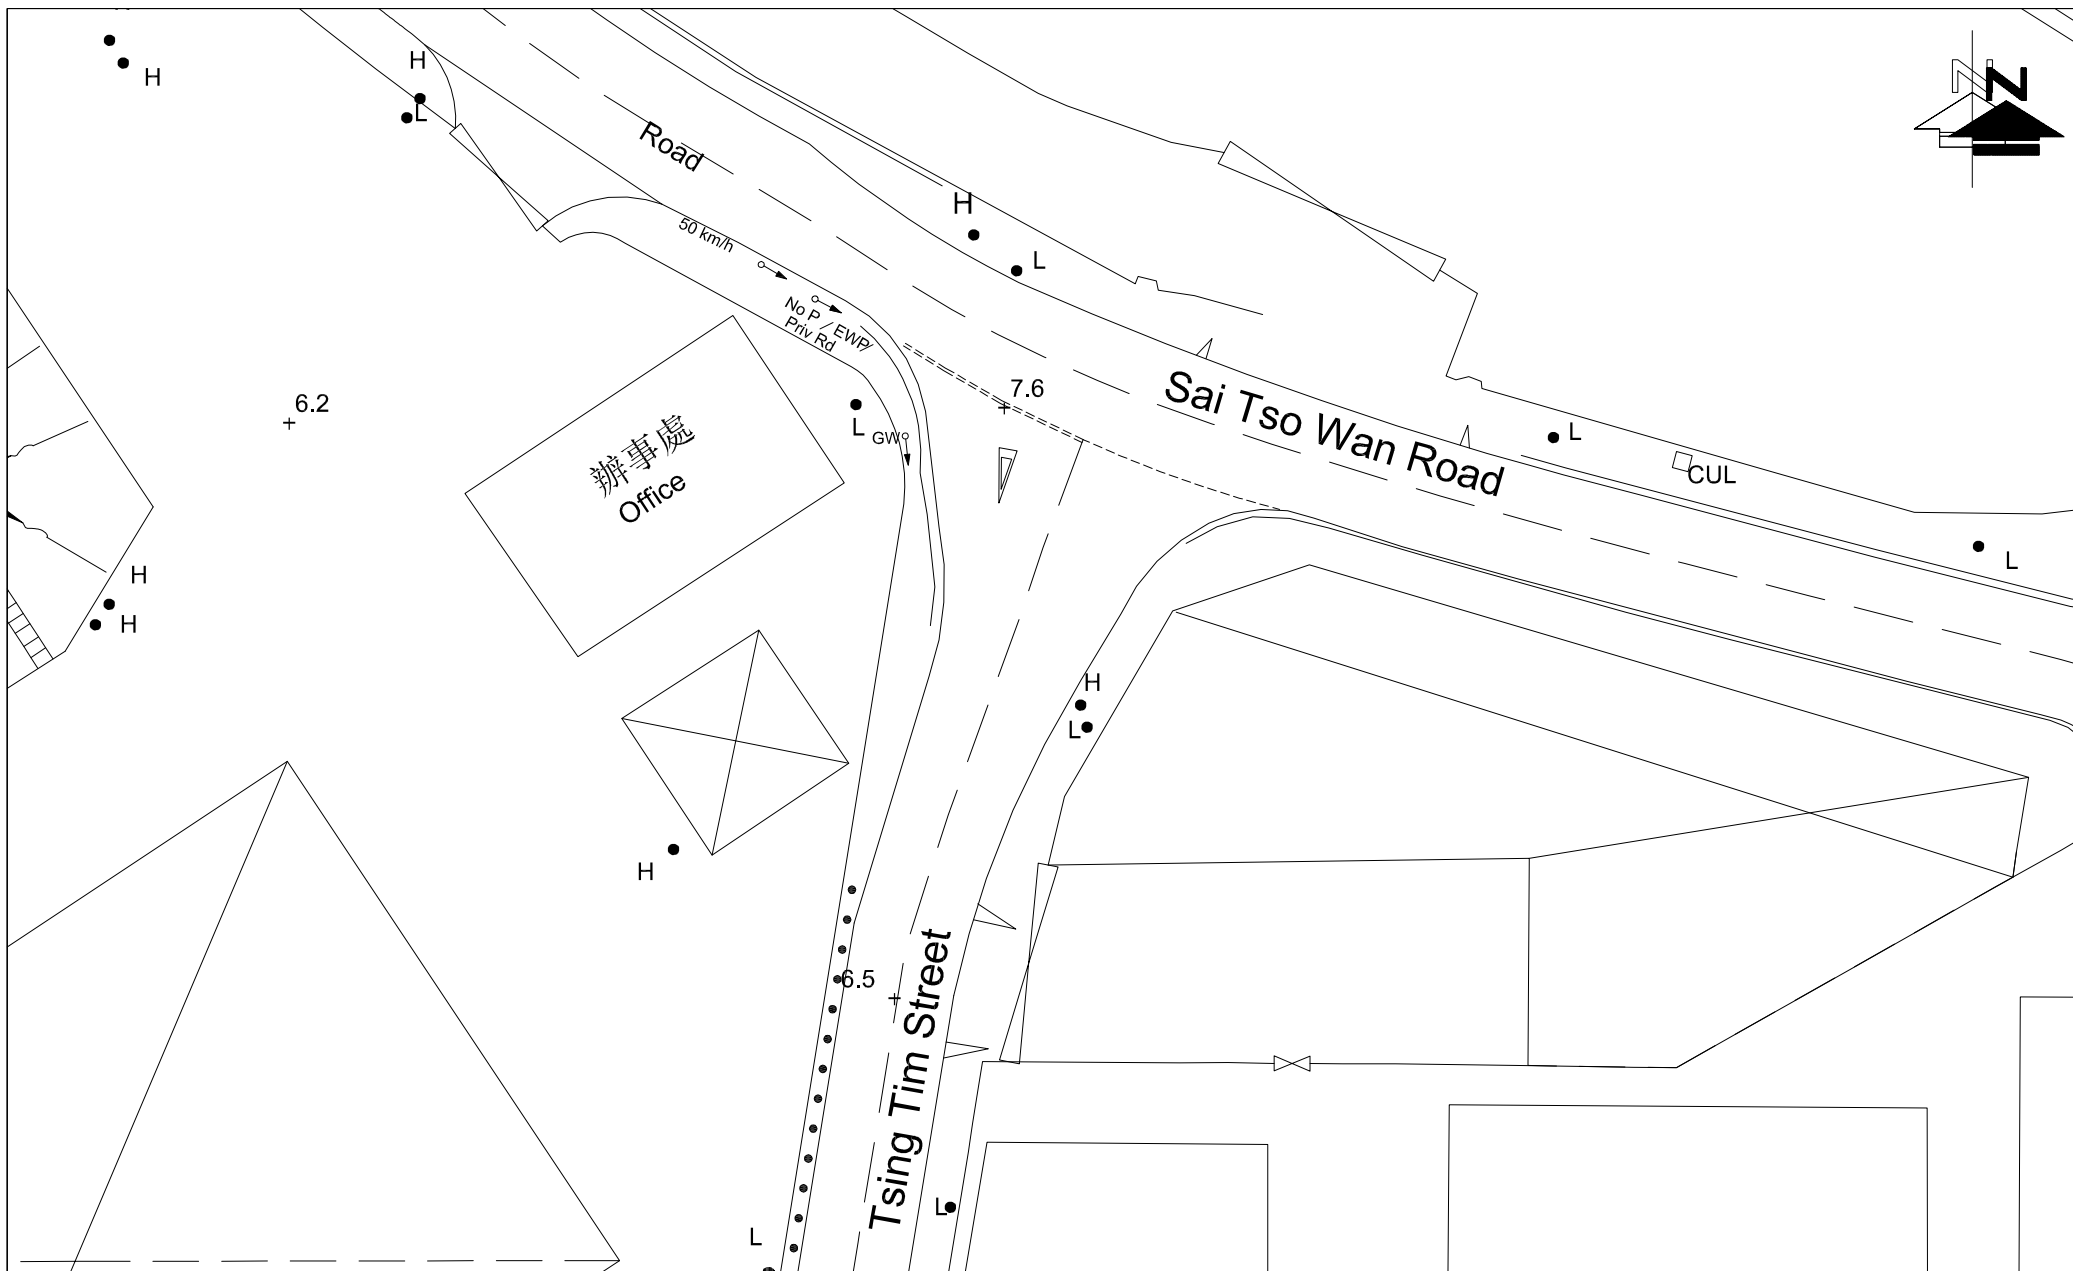 H
H
L
N
Road
H
L
50 km/h
No P / EWP/
Priv Rd
6.2
7.6
L
GW
Sai Tso Wan Road
L
CUL
L
辦事處
Office
H
H
H
L
H
6.5
Tsing Tim Street
L
L